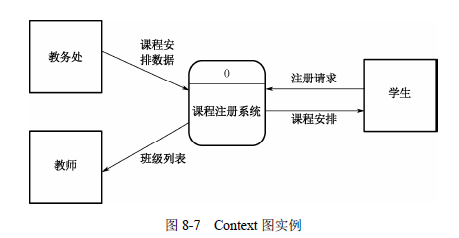 教务处
课程安
排数据
0
课程注册系统
注册请求
课程安排
学生
教师
班级列表
图 8-7 Context 图实例